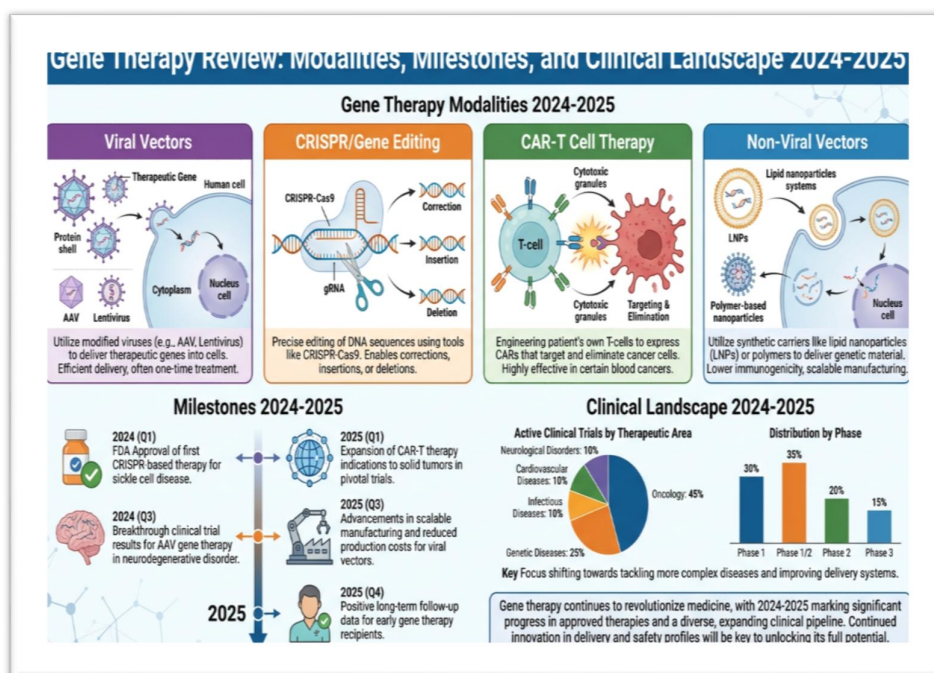 Gene Therapy Review: Modalities, Milestones, and Clinical Landscape 2024-2025
Gene Therapy Modalities 2024-2025
Viral Vectors
Therapeutic Gene
Human cell
Protein
shell
Cytoplasm
Nucleus
cell
AAV
Lentivirus
Utilize modified viruses (e.g., AAV, Lentivirus)
to deliver therapeutic genes into cells.
Efficient delivery, often one-time treatment.
CRISPR/Gene Editing
CRISPR-Cas9
Correction
Insertion
gRNA
Deletion
Precise editing of DNA sequences using tools
like CRISPR-Cas9. Enables corrections,
insertions, or deletions.
CAR-T Cell Therapy
Cytotoxic
granules
T-cell
Cytotoxic
granules
Targeting &
Elimination
Engineering patient's own T-cells to express
CARs that target and eliminate cancer cells.
Highly effective in certain blood cancers.
Non-Viral Vectors
Lipid nanoparticles
systems
LNPs
Polymer-based
nanoparticles
Nucleus
cell
Utilize synthetic carriers like lipid nanoparticles
(LNPs) or polymers to deliver genetic material.
Lower immunogenicity, scalable manufacturing.
Milestones 2024-2025
2024 (Q1)
FDA Approval of first
CRISPR-based therapy for
sickle cell disease.
2025 (Q1)
Expansion of CAR-T therapy
indications to solid tumors in
pivotal trials.
2024 (Q3)
Breakthrough clinical trial
results for AAV gene therapy
in neurodegenerative disorder.
2025 (Q3)
Advancements in scalable
manufacturing and reduced
production costs for viral
vectors.
2025
2025 (Q4)
Positive long-term follow-up
data for early gene therapy
recipients.
Clinical Landscape 2024-2025
Active Clinical Trials by Therapeutic Area
Neurological Disorders: 10%
Cardiovascular
Diseases: 10%
Infectious
Diseases: 10%
Genetic Diseases: 25%
Oncology: 45%
Distribution by Phase
30%
35%
20%
15%
Phase 1
Phase 1/2
Phase 2
Phase 3
Key Focus shifting towards tackling more complex diseases and improving delivery systems.
Gene therapy continues to revolutionize medicine, with 2024-2025 marking significant
progress in approved therapies and a diverse, expanding clinical pipeline. Continued
innovation in delivery and safety profiles will be key to unlocking its full potential.